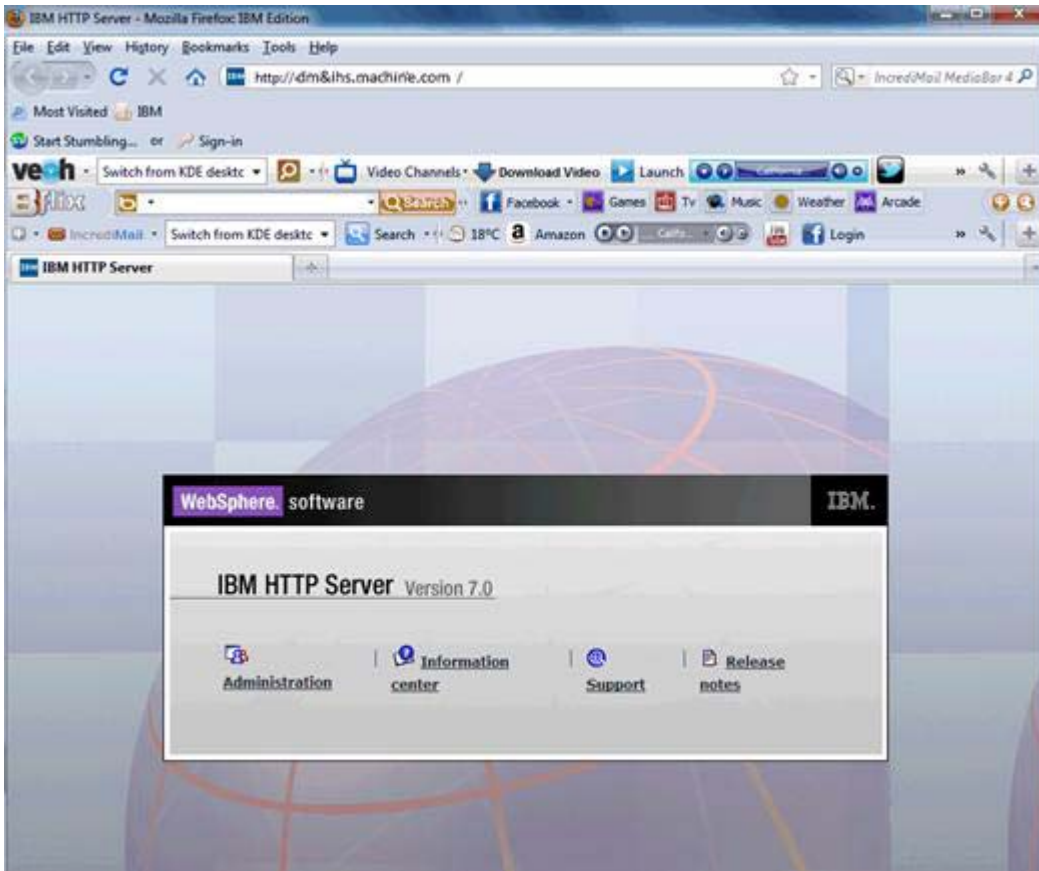 IBM HTTP Server - Mozilla Firefox: IBM Edition
File Edit View History Bookmarks Tools Help
http://dm&ihs.machine.com / IncrediMail MediaBar 4
Most Visited IBM
Start Stumbling... or Sign-in
veoh Switch from KDE desktc Video Channels Download Video Launch
flix Search Facebook Games Tv Music Weather Arcade
IncrediMail Switch from KDE desktc Search 18°C a Amazon Login
IBM HTTP Server
WebSphere. software IBM.
IBM HTTP Server Version 7.0
Administration | Information center | Support | Release notes